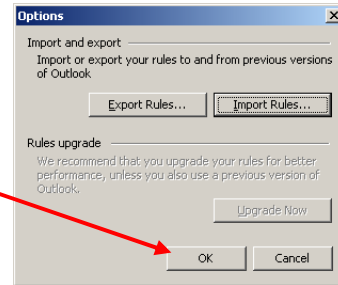 Options
Import and export
Import or export your rules to and from previous versions
of Outlook
Export Rules...
Import Rules...
Rules upgrade
We recommend that you upgrade your rules for better
performance, unless you also use a previous version of
Outlook.
Upgrade Now
OK
Cancel